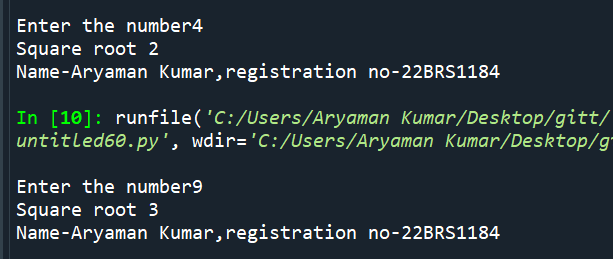 Enter the number4
Square root 2
Name-Aryaman Kumar,registration no-22BRS1184
In [10]: runfile('C:/Users/Aryaman Kumar/Desktop/gitt/
untitled60.py', wdir='C:/Users/Aryaman Kumar/Desktop/g
Enter the number9
Square root 3
Name-Aryaman Kumar,registration no-22BRS1184